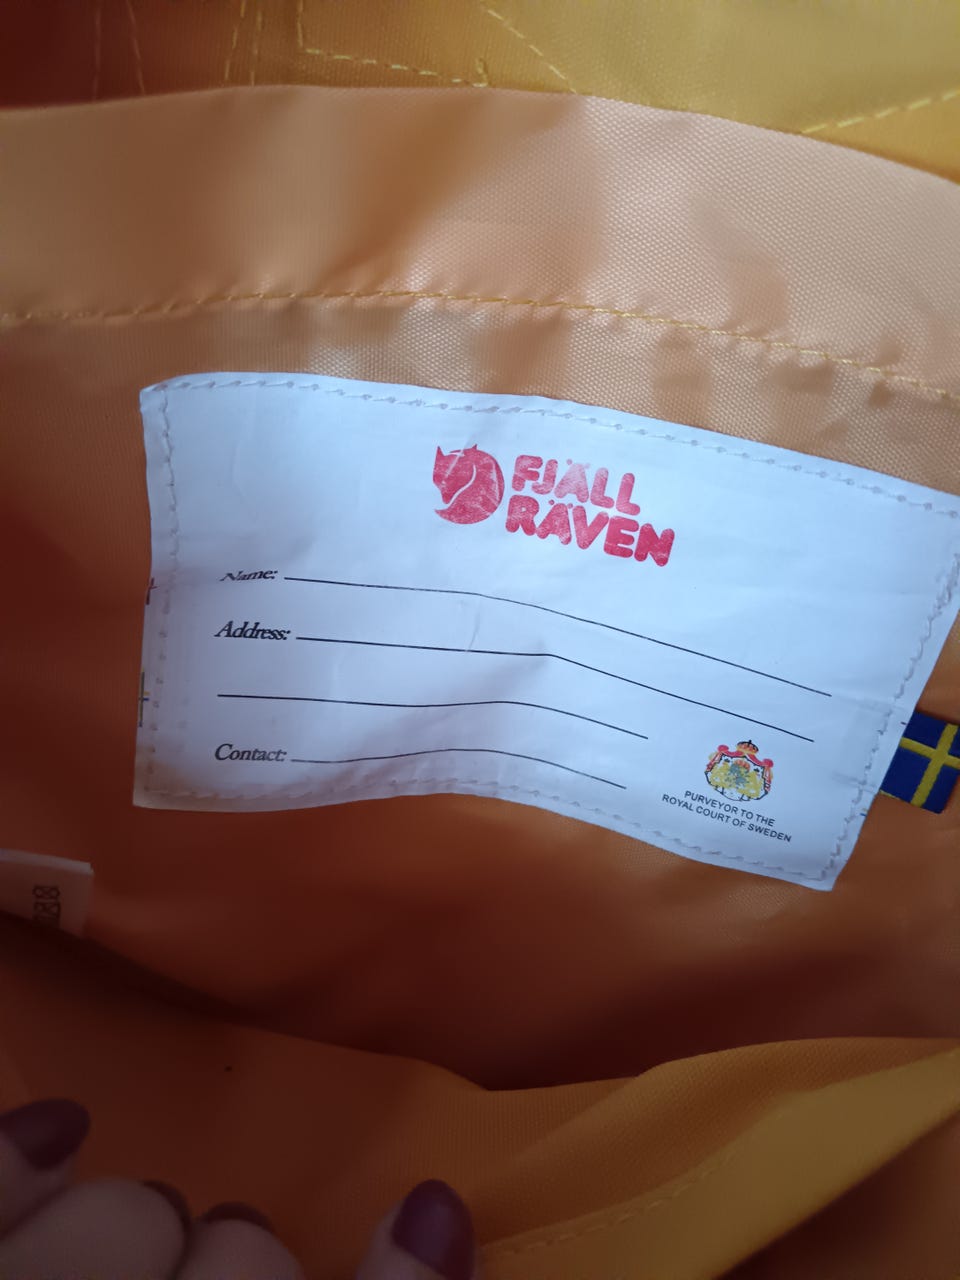 FJÄLL
RÄVEN
Name:
Address:
Contact:
PURVEYOR TO THE
ROYAL COURT OF SWEDEN